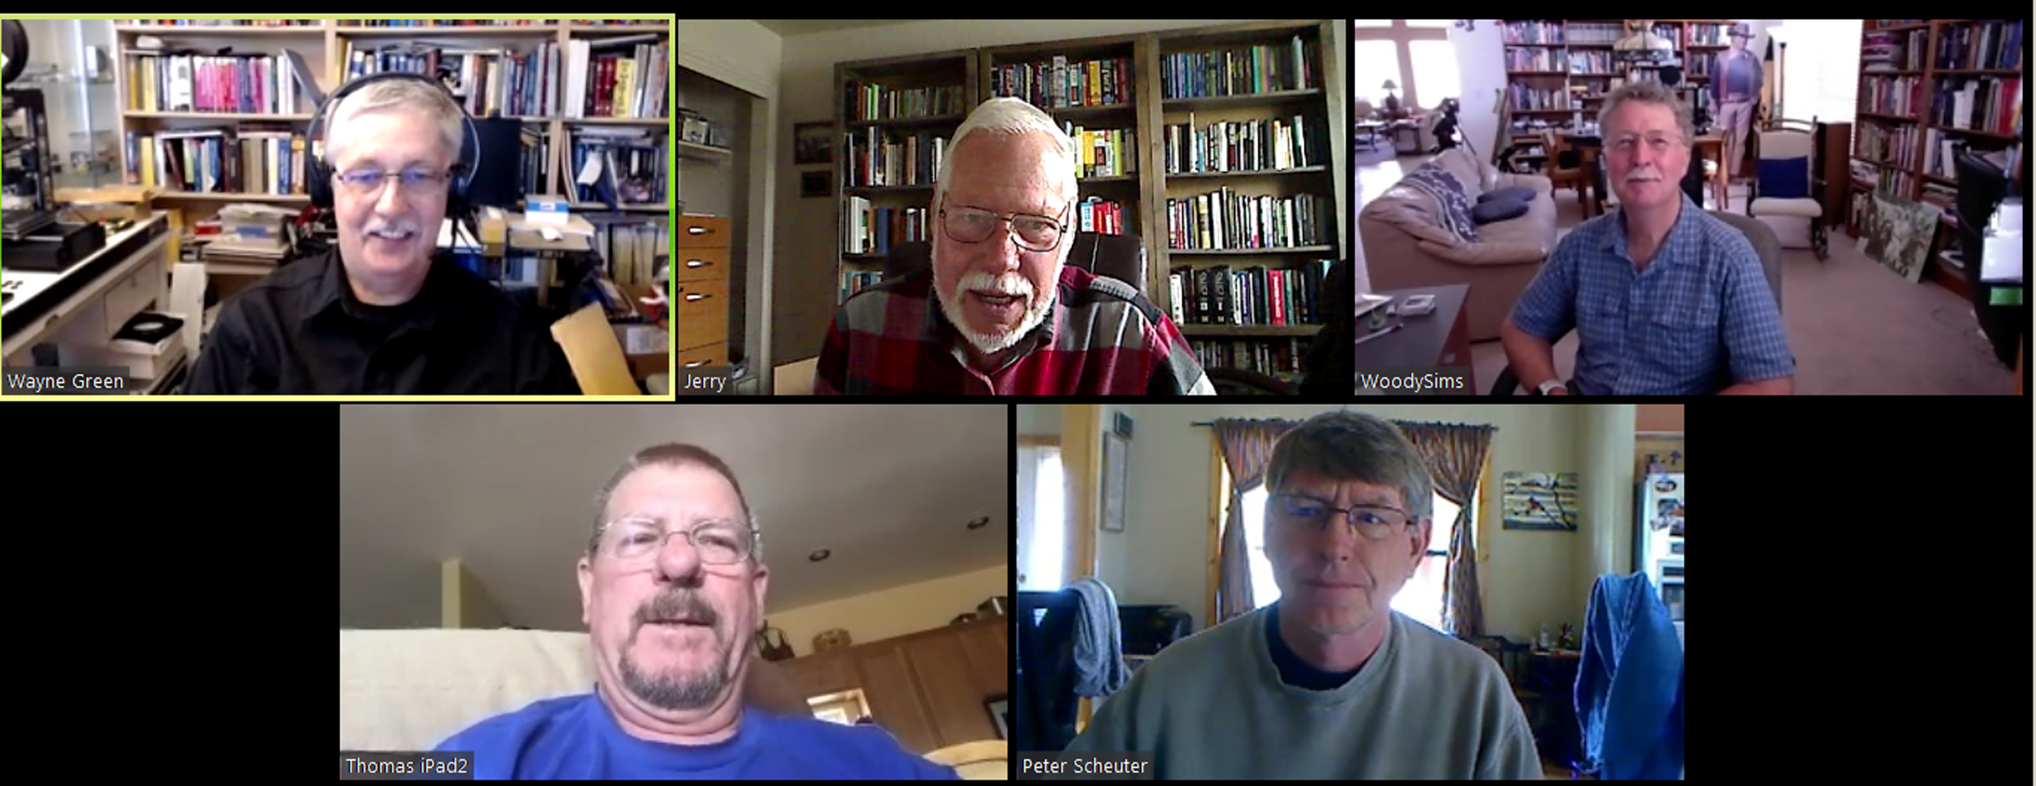 Wayne Green
Jerry
WoodySims
Thomas iPad2
Peter Scheuter